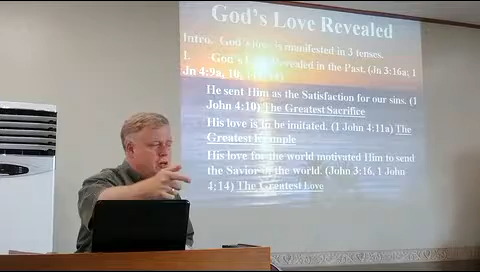 God's Love Revealed
Intro. God's love is manifested in 3 tenses.
I. God's Love Revealed in the Past. (Jn 3:16a; 1
Jn 4:9a, 10,
He sent Him as the Satisfaction for our sins. (1
John 4:10) The Greatest Sacrifice
His love is to be imitated. (1 John 4:11a) The
Greatest Example
His love for the world motivated Him to send
the Savior of the world. (John 3:16, 1 John
4:14) The Greatest Love